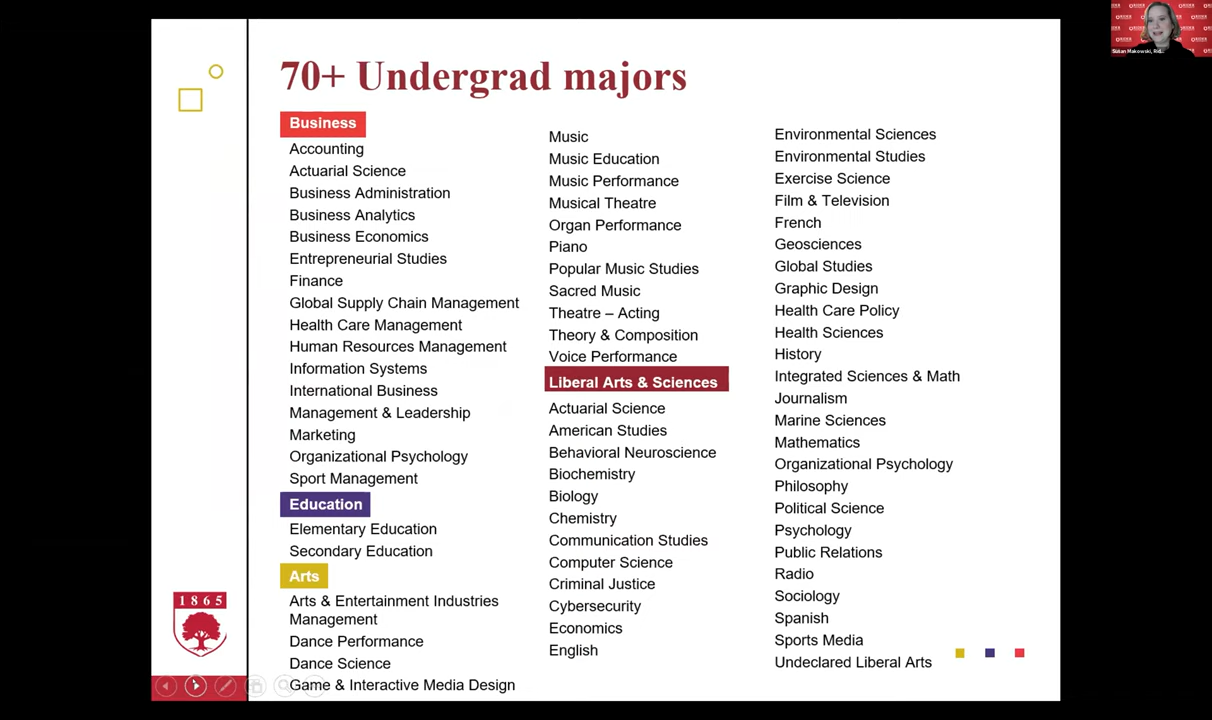 70+ Undergrad majors
Business
Accounting
Actuarial Science
Business Administration
Business Analytics
Business Economics
Entrepreneurial Studies
Finance
Global Supply Chain Management
Health Care Management
Human Resources Management
Information Systems
International Business
Management & Leadership
Marketing
Organizational Psychology
Sport Management
Education
Elementary Education
Secondary Education
Arts
Arts & Entertainment Industries
Management
Dance Performance
Dance Science
Game & Interactive Media Design
Music
Music Education
Music Performance
Musical Theatre
Organ Performance
Piano
Popular Music Studies
Sacred Music
Theatre – Acting
Theory & Composition
Voice Performance
Liberal Arts & Sciences
Actuarial Science
American Studies
Behavioral Neuroscience
Biochemistry
Biology
Chemistry
Communication Studies
Computer Science
Criminal Justice
Cybersecurity
Economics
English
Environmental Sciences
Environmental Studies
Exercise Science
Film & Television
French
Geosciences
Global Studies
Graphic Design
Health Care Policy
Health Sciences
History
Integrated Sciences & Math
Journalism
Marine Sciences
Mathematics
Organizational Psychology
Philosophy
Political Science
Psychology
Public Relations
Radio
Sociology
Spanish
Sports Media
Undeclared Liberal Arts
1865
Susan Makowski, Rid...